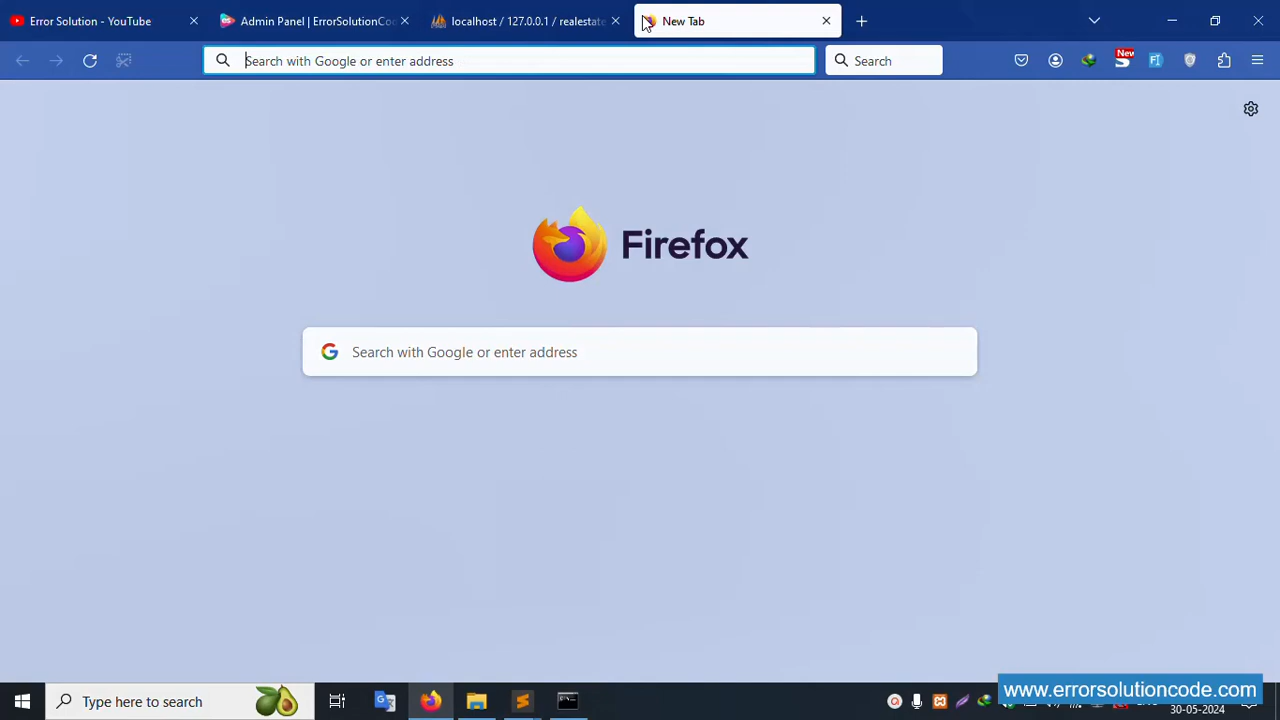 Error Solution - YouTube
Admin Panel | ErrorSolutionCo
localhost / 127.0.0.1 / realestate
New Tab
Search with Google or enter address
Search
New
Firefox
Search with Google or enter address
Type here to search
www.errorsolutioncode.com
30-05-2024